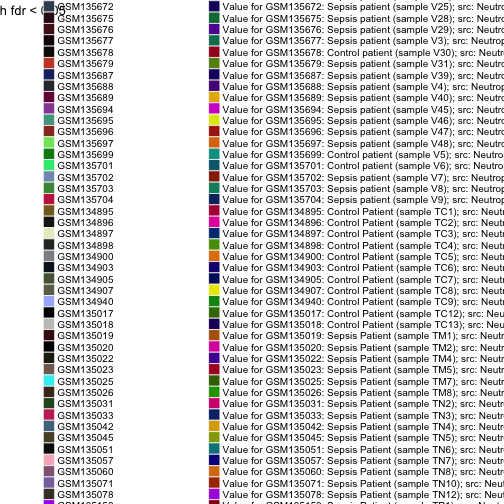 h fdr < 0.05
GSM135672 Value for GSM135672: Sepsis patient (sample V25); src: Neutro
GSM135675 Value for GSM135675: Sepsis patient (sample V28); src: Neutro
GSM135676 Value for GSM135676: Sepsis patient (sample V29); src: Neutro
GSM135677 Value for GSM135677: Sepsis patient (sample V3); src: Neutrop
GSM135678 Value for GSM135678: Control patient (sample V30); src: Neutr
GSM135679 Value for GSM135679: Sepsis patient (sample V31); src: Neutro
GSM135687 Value for GSM135687: Sepsis patient (sample V39); src: Neutro
GSM135688 Value for GSM135688: Sepsis patient (sample V4); src: Neutrop
GSM135689 Value for GSM135689: Sepsis patient (sample V40); src: Neutro
GSM135694 Value for GSM135694: Sepsis patient (sample V45); src: Neutro
GSM135695 Value for GSM135695: Sepsis patient (sample V46); src: Neutro
GSM135696 Value for GSM135696: Sepsis patient (sample V47); src: Neutro
GSM135697 Value for GSM135697: Sepsis patient (sample V48); src: Neutro
GSM135699 Value for GSM135699: Control patient (sample V5); src: Neutro
GSM135701 Value for GSM135701: Control patient (sample V6); src: Neutro
GSM135702 Value for GSM135702: Sepsis patient (sample V7); src: Neutrop
GSM135703 Value for GSM135703: Sepsis patient (sample V8); src: Neutrop
GSM135704 Value for GSM135704: Sepsis patient (sample V9); src: Neutrop
GSM134895 Value for GSM134895: Control Patient (sample TC1); src: Neutr
GSM134896 Value for GSM134896: Control Patient (sample TC2); src: Neutr
GSM134897 Value for GSM134897: Control Patient (sample TC3); src: Neutr
GSM134898 Value for GSM134898: Control Patient (sample TC4); src: Neutr
GSM134900 Value for GSM134900: Control Patient (sample TC5); src: Neutr
GSM134903 Value for GSM134903: Control Patient (sample TC6); src: Neutr
GSM134905 Value for GSM134905: Control Patient (sample TC7); src: Neutr
GSM134907 Value for GSM134907: Control Patient (sample TC8); src: Neutr
GSM134940 Value for GSM134940: Control Patient (sample TC9); src: Neutr
GSM135017 Value for GSM135017: Control Patient (sample TC12); src: Neut
GSM135018 Value for GSM135018: Control Patient (sample TC13); src: Neut
GSM135019 Value for GSM135019: Sepsis Patient (sample TM1); src: Neutr
GSM135020 Value for GSM135020: Sepsis Patient (sample TM2); src: Neutr
GSM135022 Value for GSM135022: Sepsis Patient (sample TM4); src: Neutr
GSM135023 Value for GSM135023: Sepsis Patient (sample TM5); src: Neutr
GSM135025 Value for GSM135025: Sepsis Patient (sample TM7); src: Neutr
GSM135026 Value for GSM135026: Sepsis Patient (sample TM8); src: Neutr
GSM135031 Value for GSM135031: Sepsis Patient (sample TN2); src: Neutr
GSM135033 Value for GSM135033: Sepsis Patient (sample TN3); src: Neutr
GSM135042 Value for GSM135042: Sepsis Patient (sample TN4); src: Neutr
GSM135045 Value for GSM135045: Sepsis Patient (sample TN5); src: Neutr
GSM135051 Value for GSM135051: Sepsis Patient (sample TN6); src: Neutr
GSM135057 Value for GSM135057: Sepsis Patient (sample TN7); src: Neutr
GSM135060 Value for GSM135060: Sepsis Patient (sample TN8); src: Neutr
GSM135071 Value for GSM135071: Sepsis Patient (sample TN10); src: Neut
GSM135078 Value for GSM135078: Sepsis Patient (sample TN12); src: Neut